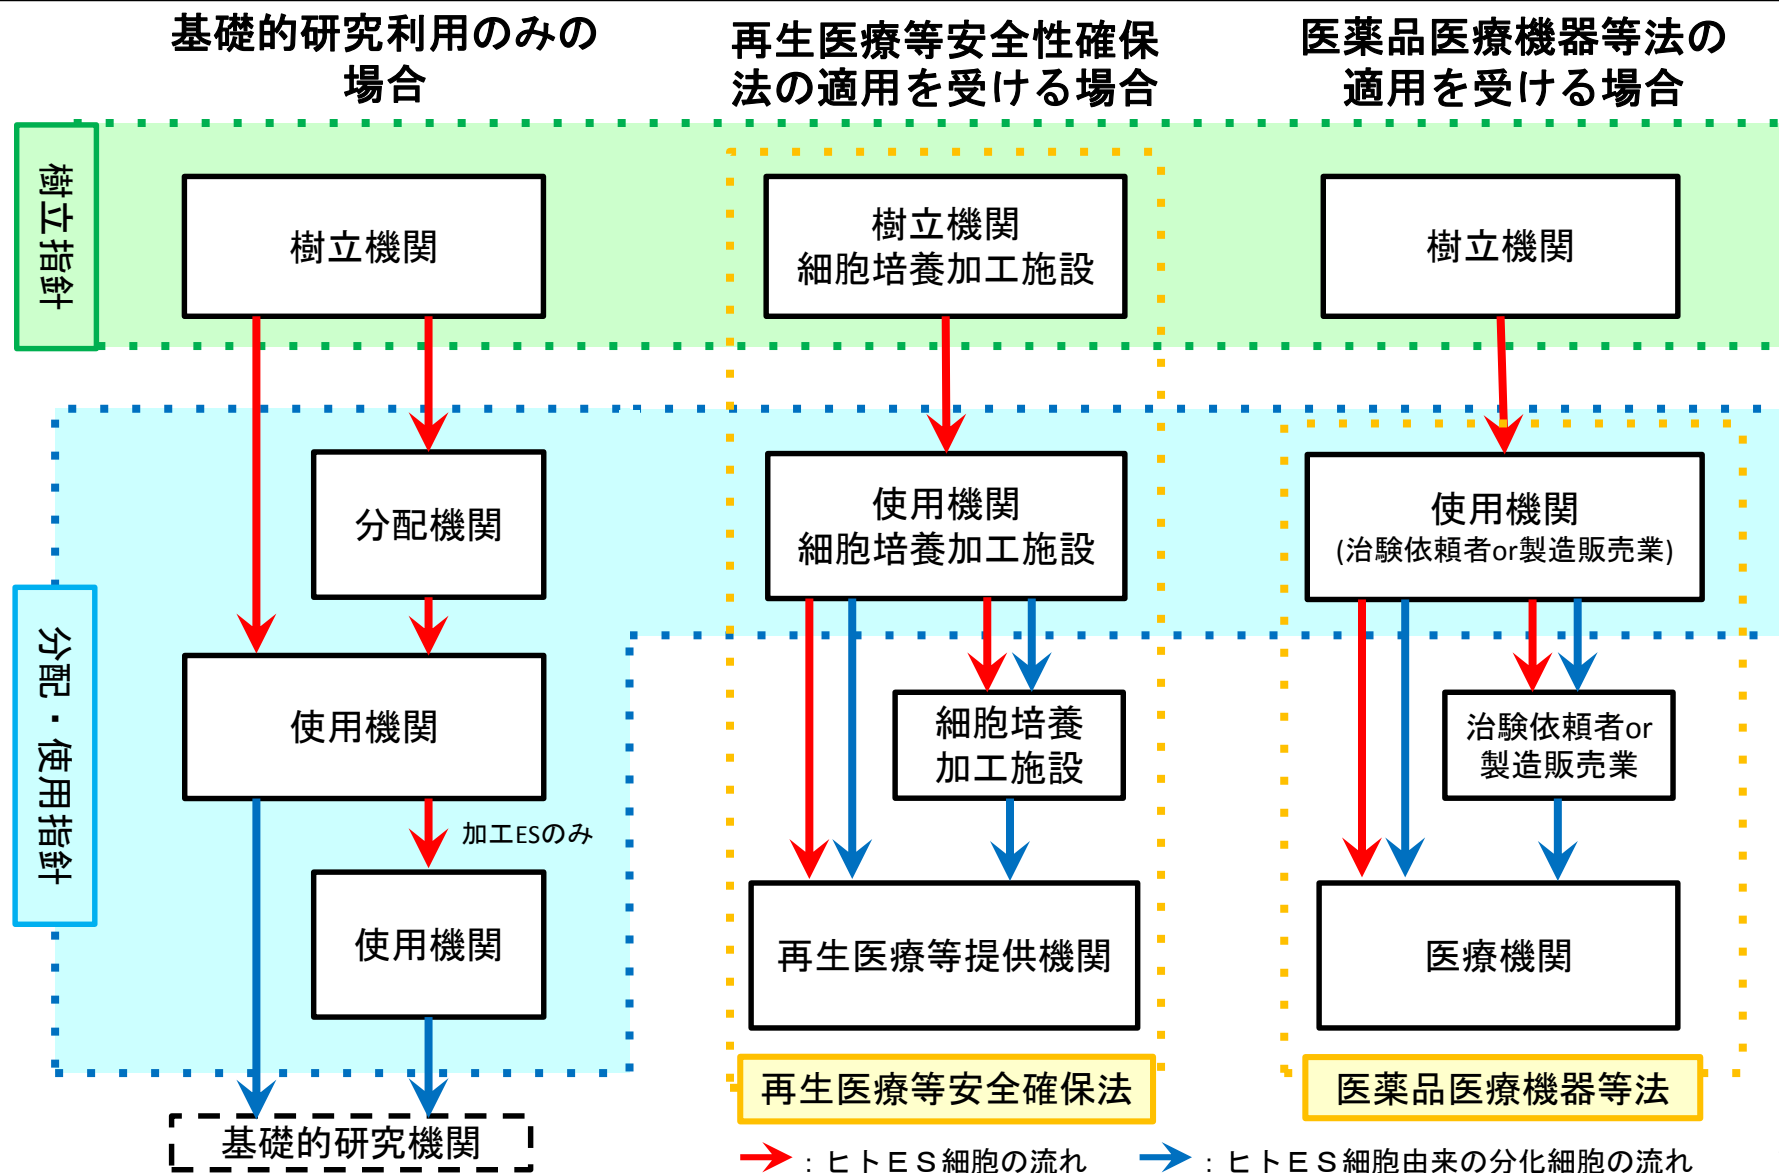 基礎的研究利用のみの
場合
再生医療等安全性確保
法の適用を受ける場合
医薬品医療機器等法の
適用を受ける場合
樹立指針
樹立機関
樹立機関
細胞培養加工施設
樹立機関
分配・使用指針
分配機関
使用機関
細胞培養加工施設
使用機関
(治験依頼者or製造販売業)
使用機関
細胞培養
加工施設
治験依頼者or
製造販売業
加工ESのみ
使用機関
再生医療等提供機関
医療機関
再生医療等安全確保法
医薬品医療機器等法
基礎的研究機関
：ヒトＥＳ細胞の流れ
：ヒトＥＳ細胞由来の分化細胞の流れ